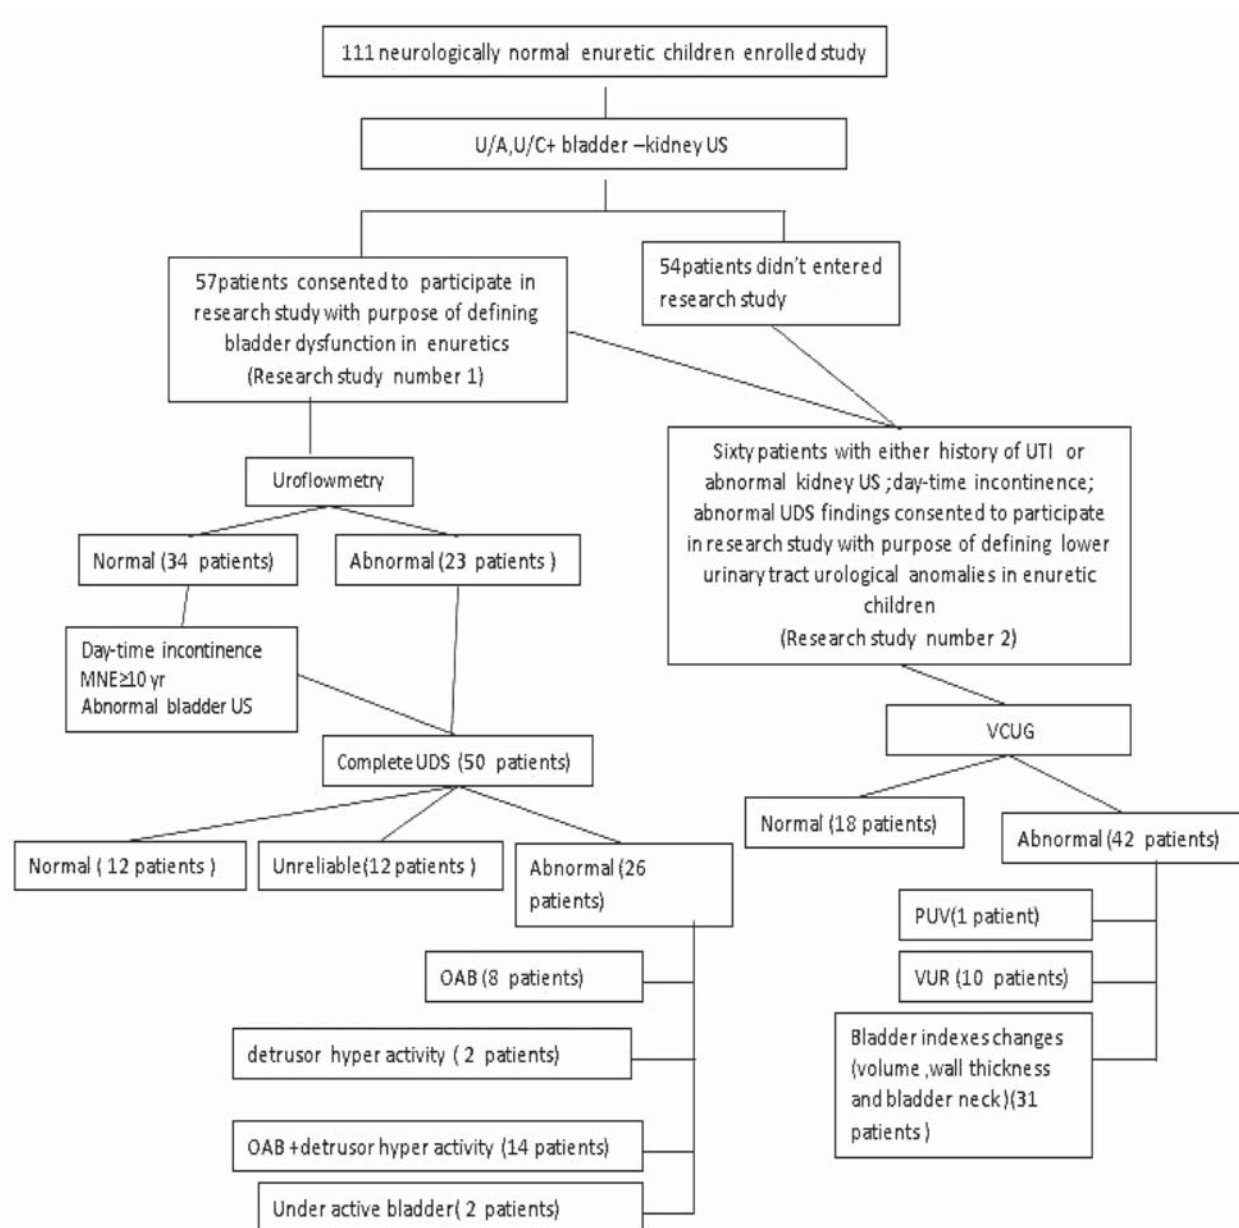 111 neurologically normal enuretic children enrolled study
U/A,U/C+ bladder –kidney US
57patients consented to participate in
research study with purpose of defining
bladder dysfunction in enuretics
(Research study number 1)
54patients didn't entered
research study
Sixty patients with either history of UTI or
abnormal kidney US ;day-time incontinence;
abnormal UDS findings consented to participate
in research study with purpose of defining lower
urinary tract urological anomalies in enuretic
children
(Research study number 2)
Uroflowmetry
Normal (34 patients)
Abnormal (23 patients )
Day-time incontinence
MNE≥10 yr
Abnormal bladder US
Complete UDS (50 patients)
Normal ( 12 patients )
Unreliable(12 patients )
Abnormal (26
patients)
OAB (8 patients)
detrusor hyper activity ( 2 patients)
OAB +detrusor hyper activity (14 patients)
Under active bladder( 2 patients)
VCUG
Normal (18 patients)
Abnormal (42 patients)
PUV(1 patient)
VUR (10 patients)
Bladder indexes changes
(volume ,wall thickness
and bladder neck)(31
patients )